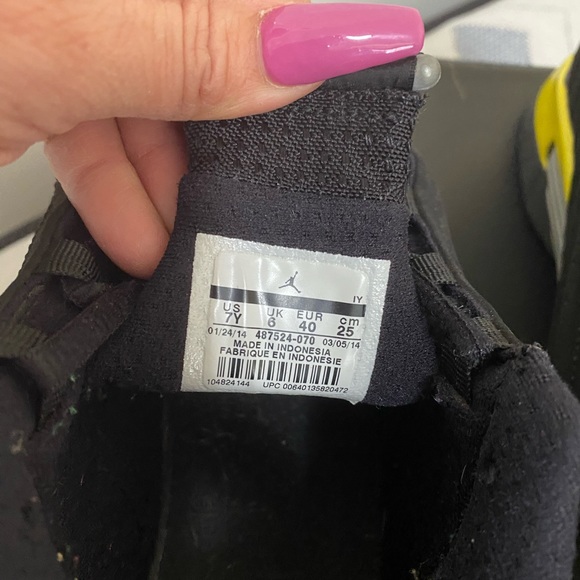 IY
US UK EUR cm
7Y 6 40 25
01/24/14 487524-070 03/05/14
MADE IN INDONESIA
FABRIQUE EN INDONESIE
104824144 UPC 00640135820472